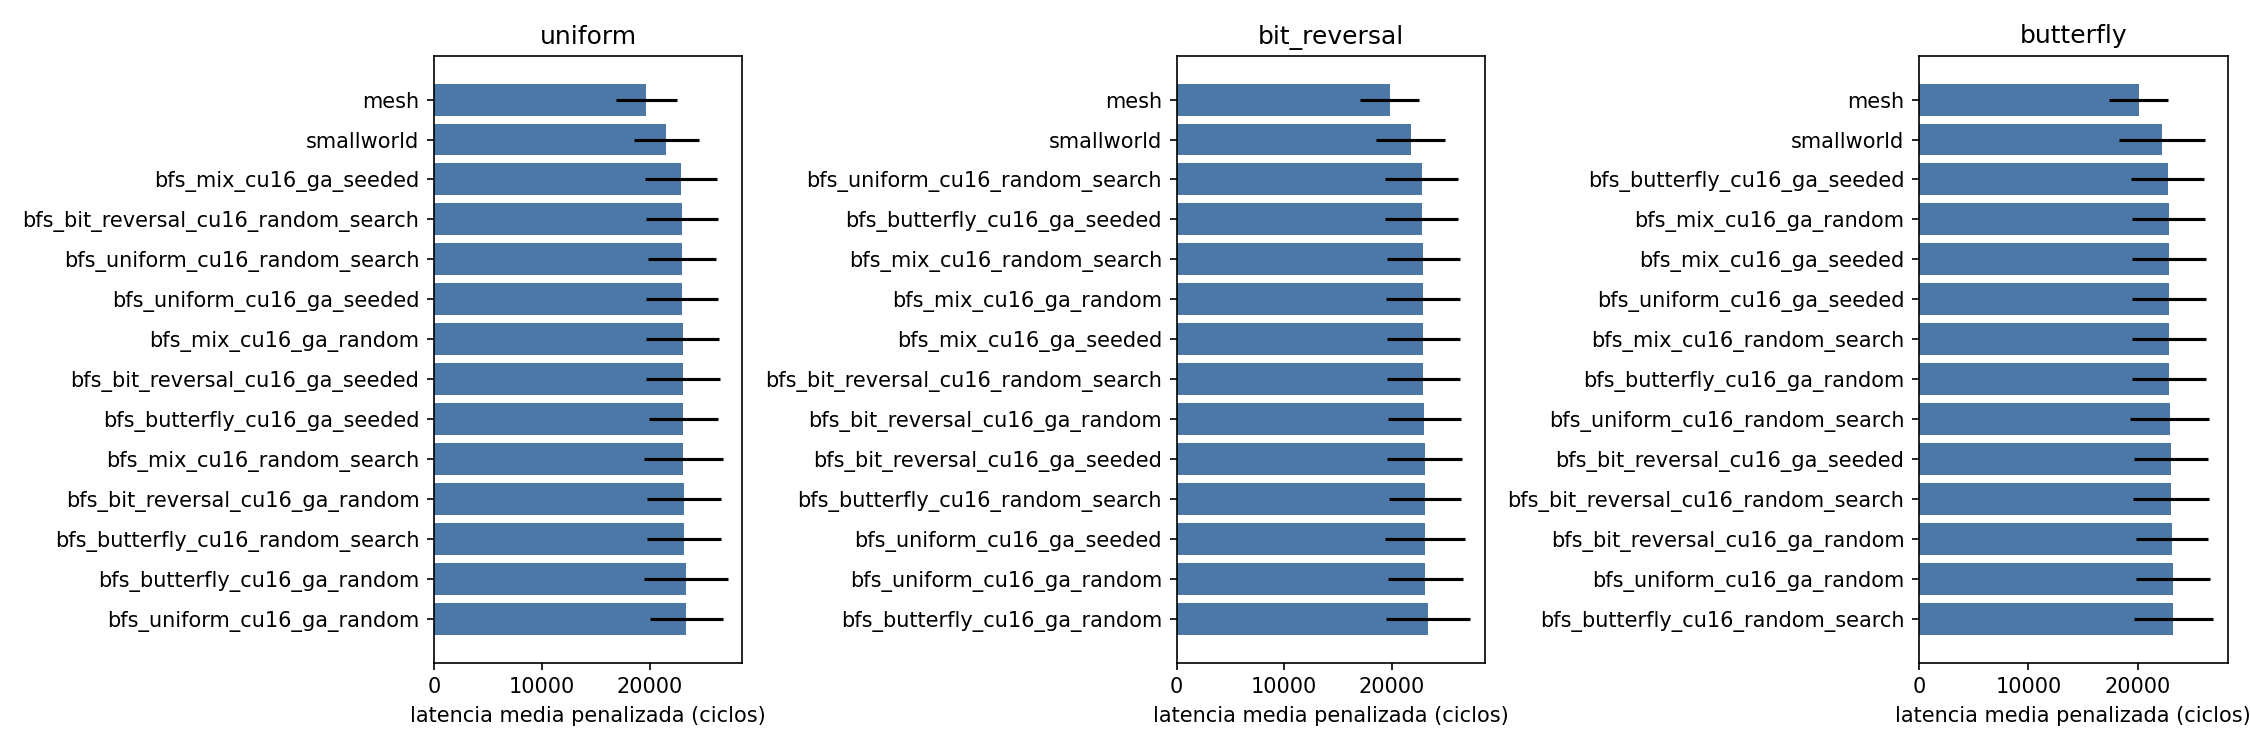 uniform
mesh
smallworld
bfs_mix_cu16_ga_seeded
bfs_bit_reversal_cu16_random_search
bfs_uniform_cu16_random_search
bfs_uniform_cu16_ga_seeded
bfs_mix_cu16_ga_random
bfs_bit_reversal_cu16_ga_seeded
bfs_butterfly_cu16_ga_seeded
bfs_mix_cu16_random_search
bfs_bit_reversal_cu16_ga_random
bfs_butterfly_cu16_random_search
bfs_butterfly_cu16_ga_random
bfs_uniform_cu16_ga_random
0 10000 20000
latencia media penalizada (ciclos)
bit_reversal
mesh
smallworld
bfs_uniform_cu16_random_search
bfs_butterfly_cu16_ga_seeded
bfs_mix_cu16_random_search
bfs_mix_cu16_ga_random
bfs_mix_cu16_ga_seeded
bfs_bit_reversal_cu16_random_search
bfs_bit_reversal_cu16_ga_random
bfs_bit_reversal_cu16_ga_seeded
bfs_butterfly_cu16_random_search
bfs_uniform_cu16_ga_seeded
bfs_uniform_cu16_ga_random
bfs_butterfly_cu16_ga_random
0 10000 20000
latencia media penalizada (ciclos)
butterfly
mesh
smallworld
bfs_butterfly_cu16_ga_seeded
bfs_mix_cu16_ga_random
bfs_mix_cu16_ga_seeded
bfs_uniform_cu16_ga_seeded
bfs_mix_cu16_random_search
bfs_butterfly_cu16_ga_random
bfs_uniform_cu16_random_search
bfs_bit_reversal_cu16_ga_seeded
bfs_bit_reversal_cu16_random_search
bfs_bit_reversal_cu16_ga_random
bfs_uniform_cu16_ga_random
bfs_butterfly_cu16_random_search
0 10000 20000
latencia media penalizada (ciclos)